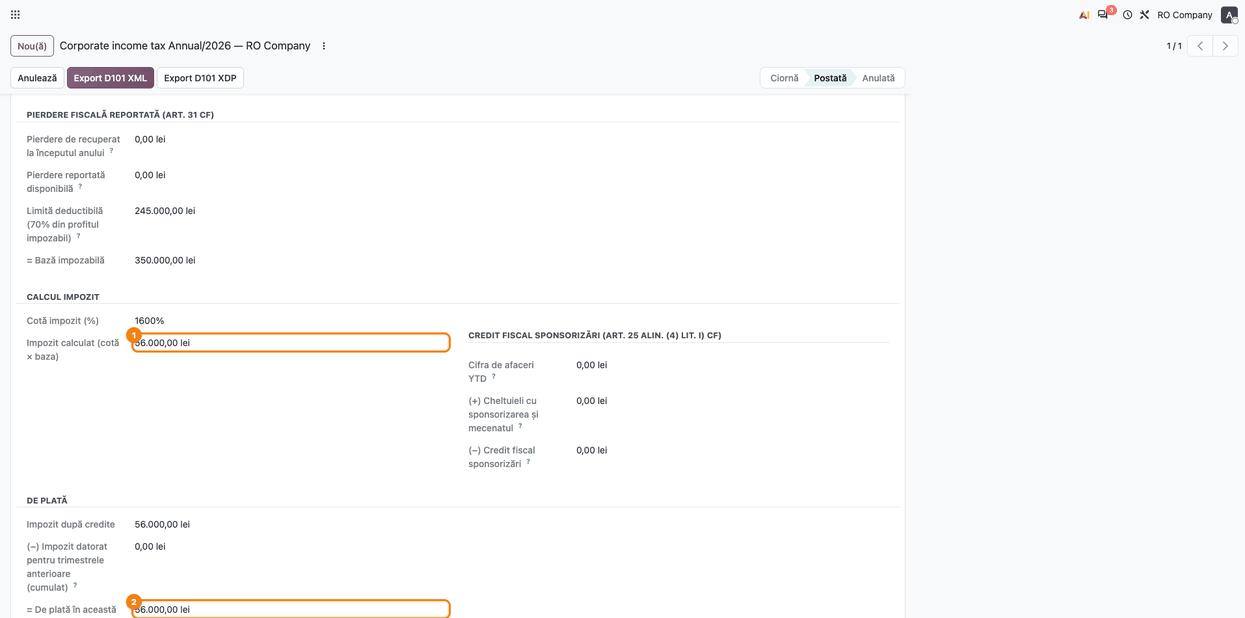 AI
3
RO Company
A
Nou(ă)
Corporate income tax Annual/2026 — RO Company
1 / 1
Anulează
Export D101 XML
Export D101 XDP
Ciornă
Postată
Anulată
PIERDERE FISCALĂ REPORTATĂ (ART. 31 CF)
Pierdere de recuperat
la începutul anului ?
0,00 lei
Pierdere reportată
disponibilă ?
0,00 lei
Limită deductibilă
(70% din profitul
impozabil) ?
245.000,00 lei
= Bază impozabilă
350.000,00 lei
CALCUL IMPOZIT
Cotă impozit (%)
1600%
1
Impozit calculat (cotă
× baza)
56.000,00 lei
CREDIT FISCAL SPONSORIZĂRI (ART. 25 ALIN. (4) LIT. I) CF)
Cifra de afaceri
YTD ?
0,00 lei
(+) Cheltuieli cu
sponsorizarea și
mecenatul ?
0,00 lei
(−) Credit fiscal
sponsorizări ?
0,00 lei
DE PLATĂ
Impozit după credite
56.000,00 lei
(−) Impozit datorat
pentru trimestrele
anterioare
(cumulat) ?
0,00 lei
2
= De plată în această
56.000,00 lei